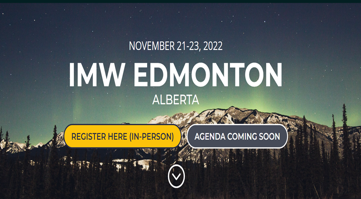 NOVEMBER 21-23, 2022
IMW EDMONTON
ALBERTA
REGISTER HERE (IN-PERSON)
AGENDA COMING SOON